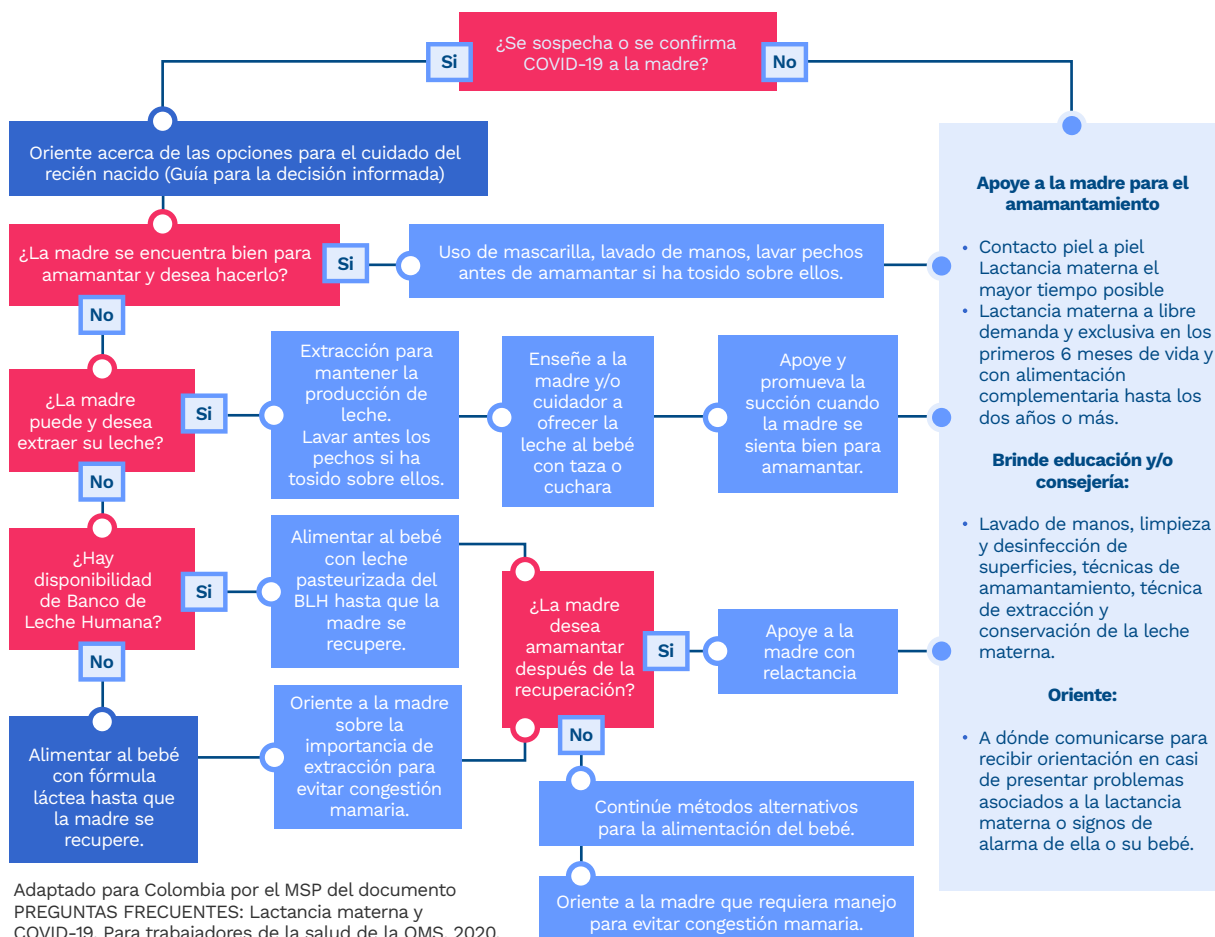 ¿Se sospecha o se confirma
COVID-19 a la madre?
Si
No
Oriente acerca de las opciones para el cuidado del
recién nacido (Guía para la decisión informada)
¿La madre se encuentra bien para
amamantar y desea hacerlo?
Si
Uso de mascarilla, lavado de manos, lavar pechos
antes de amamantar si ha tosido sobre ellos.
No
¿La madre
puede y desea
extraer su leche?
Si
Extracción para
mantener la
producción de
leche.
Lavar antes los
pechos si ha
tosido sobre ellos.
Enseñe a la
madre y/o
cuidador a
ofrecer la
leche al bebé
con taza o
cuchara
Apoye y
promueva la
succión cuando
la madre se
sienta bien para
amamantar.
No
¿Hay
disponibilidad
de Banco de
Leche Humana?
Si
Alimentar al bebé
con leche
pasteurizada del
BLH hasta que la
madre se
recupere.
¿La madre
desea
amamantar
después de la
recuperación?
Si
Apoye a la
madre con
relactancia
No
Alimentar al bebé
con fórmula
láctea hasta que
la madre se
recupere.
Oriente a la madre
sobre la
importancia de
extracción para
evitar congestión
mamaria.
No
Continúe métodos alternativos
para la alimentación del bebé.
Oriente a la madre que requiera manejo
para evitar congestión mamaria.
Apoye a la madre para el
amamantamiento
• Contacto piel a piel
Lactancia materna el
mayor tiempo posible
• Lactancia materna a libre
demanda y exclusiva en los
primeros 6 meses de vida y
con alimentación
complementaria hasta los
dos años o más.
Brinde educación y/o
consejería:
• Lavado de manos, limpieza
y desinfección de
superficies, técnicas de
amamantamiento, técnica
de extracción y
conservación de la leche
materna.
Oriente:
• A dónde comunicarse para
recibir orientación en casi
de presentar problemas
asociados a la lactancia
materna o signos de
alarma de ella o su bebé.
Adaptado para Colombia por el MSP del documento
PREGUNTAS FRECUENTES: Lactancia materna y
COVID-19. Para trabajadores de la salud de la OMS, 2020.